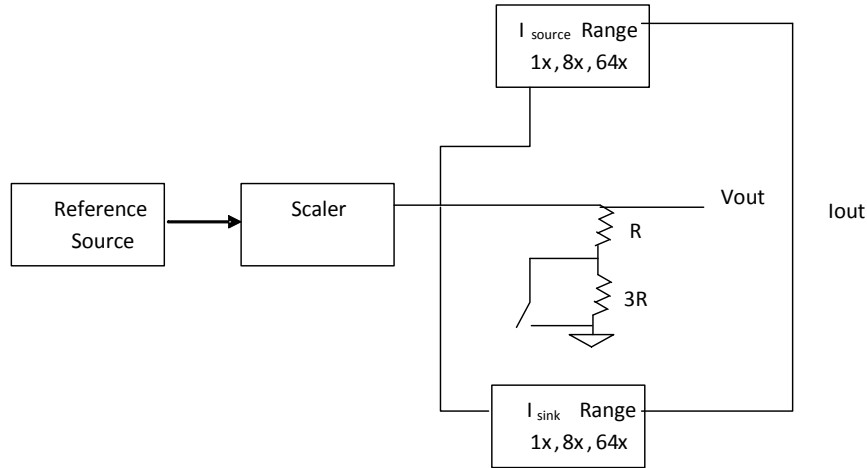 I source Range
1x, 8x, 64x
Reference
Source
Scaler
Vout
Iout
R
3R
I sink Range
1x, 8x, 64x